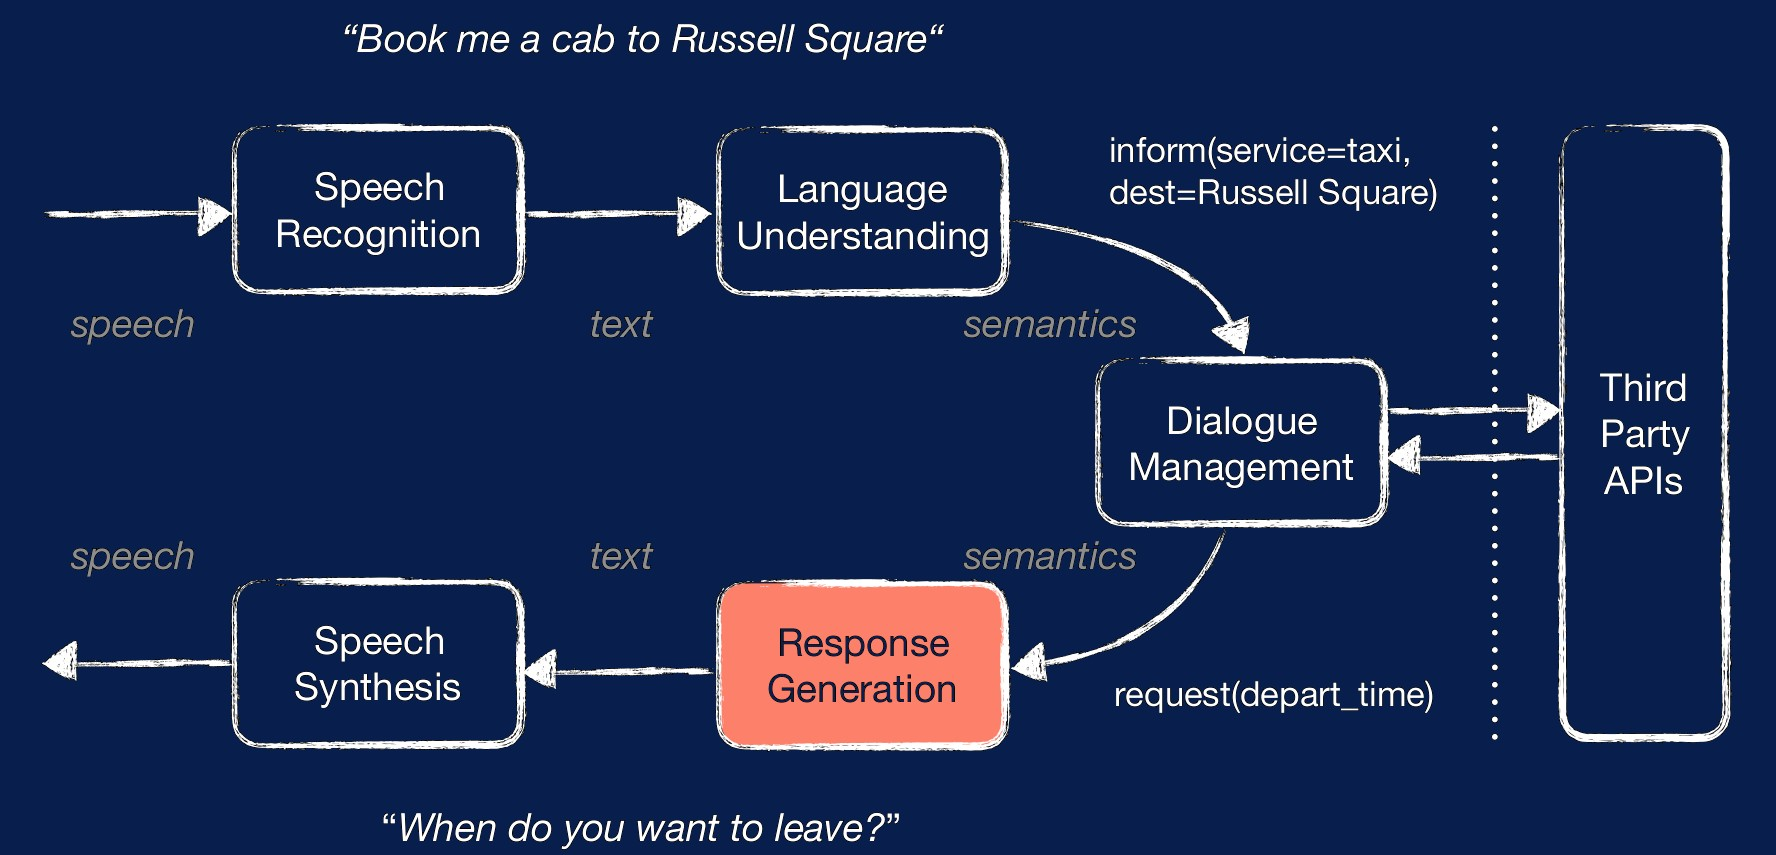 “Book me a cab to Russell Square“
Speech
Recognition
Language
Understanding
inform(service=taxi,
dest=Russell Square)
speech
text
semantics
Dialogue
Management
Third
Party
APIs
speech
text
semantics
Speech
Synthesis
Response
Generation
request(depart_time)
“When do you want to leave?”